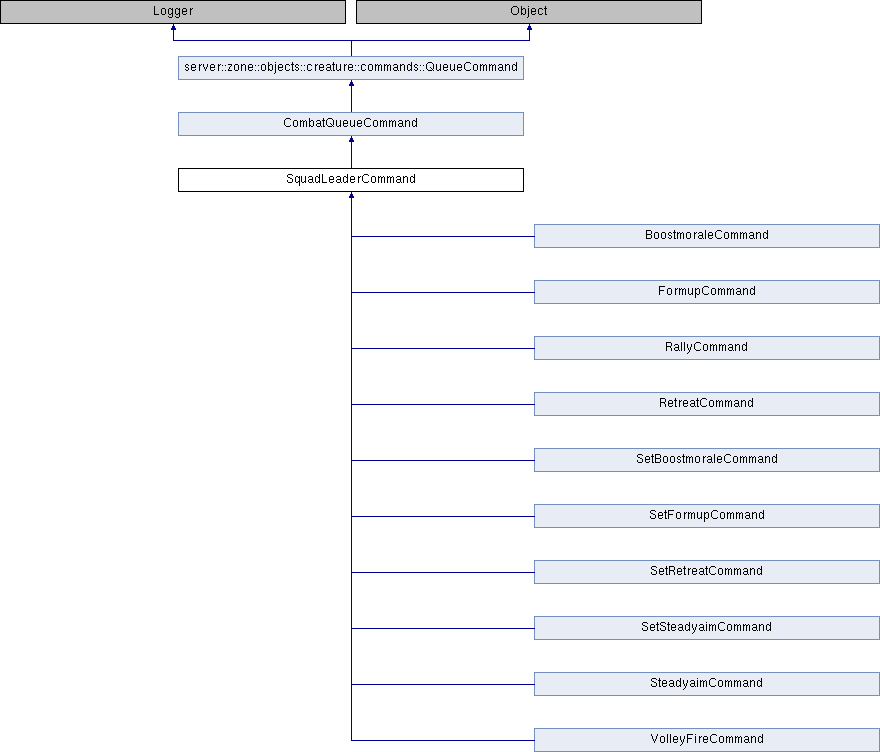 Logger
Object
server::zone::objects::creature::commands::QueueCommand
CombatQueueCommand
SquadLeaderCommand
BoostmoraleCommand
FormupCommand
RallyCommand
RetreatCommand
SetBoostmoraleCommand
SetFormupCommand
SetRetreatCommand
SetSteadyaimCommand
SteadyaimCommand
VolleyFireCommand